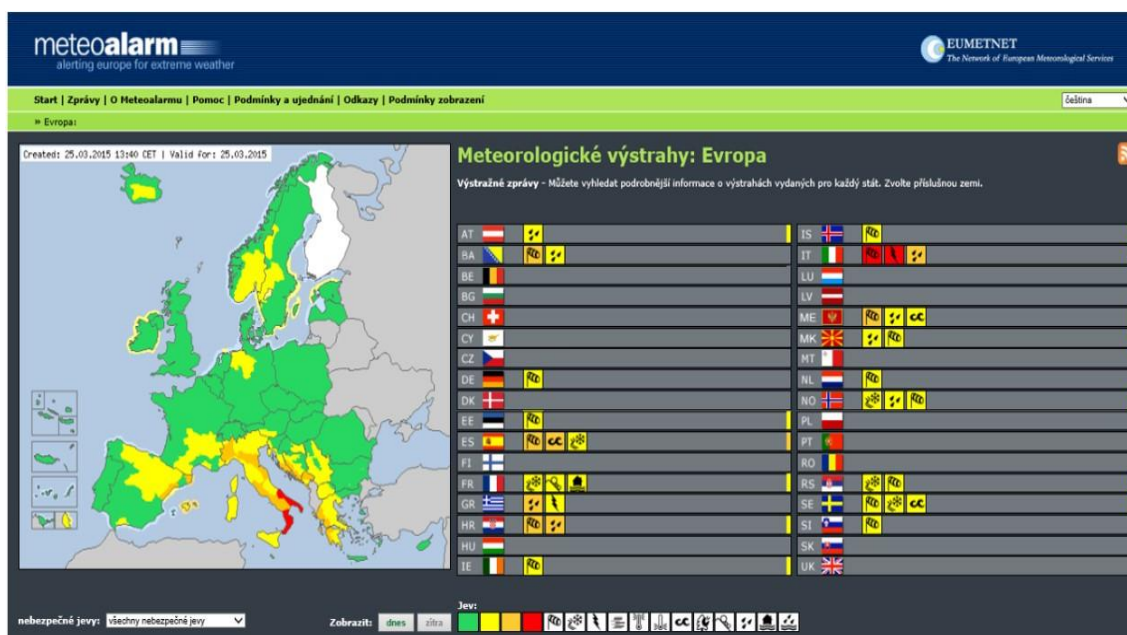 meteoalarm
alerting europe for extreme weather
EUMETNET
The Network of European Meteorological Services
Start | Zprávy | O Meteoalarmu | Pomoc | Podmínky a ujednání | Odkazy | Podmínky zobrazení
čeština
» Evropa:
Created: 25.03.2015 13:40 CET | Valid for: 25.03.2015
Meteorologické výstrahy: Evropa
Výstražné zprávy - Můžete vyhledat podrobnější informace o výstrahách vydaných pro každý stát. Zvolte příslušnou zemi.
AT
BA
BE
BG
CH
CY
CZ
DE
DK
EE
ES
FI
FR
GR
HR
HU
IE
IS
IT
LU
LV
ME
MK
MT
NL
NO
PL
PT
RO
RS
SE
SI
SK
UK
Jev:
nebezpečné jevy: všechny nebezpečné jevy
Zobrazit: dnes zítra